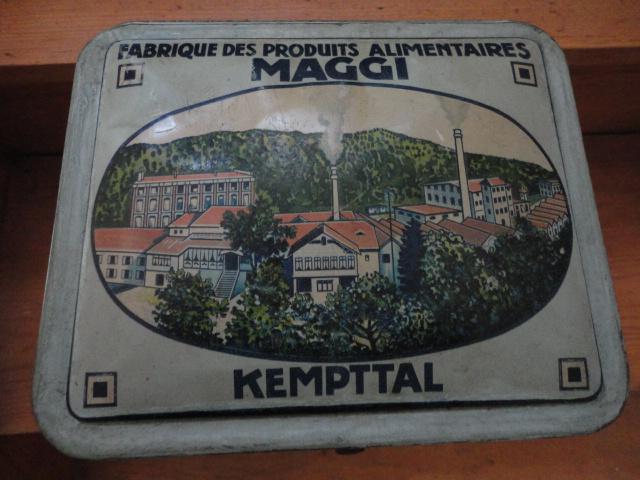 FABRIQUE DES PRODUITS ALIMENTAIRES
MAGGI
KEMPTTAL